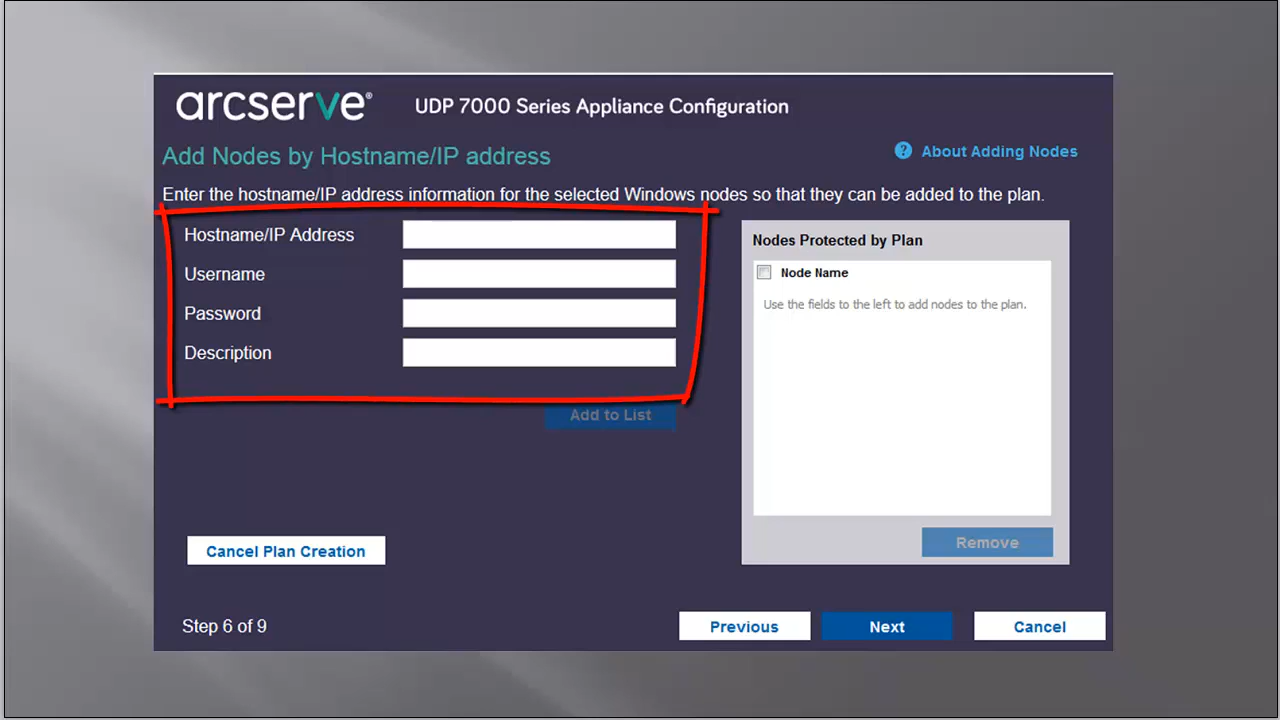 arcserve®
UDP 7000 Series Appliance Configuration
Add Nodes by Hostname/IP address
? About Adding Nodes
Enter the hostname/IP address information for the selected Windows nodes so that they can be added to the plan.
Hostname/IP Address
Username
Password
Description
Add to List
Nodes Protected by Plan
Node Name
Use the fields to the left to add nodes to the plan.
Remove
Cancel Plan Creation
Step 6 of 9
Previous
Next
Cancel